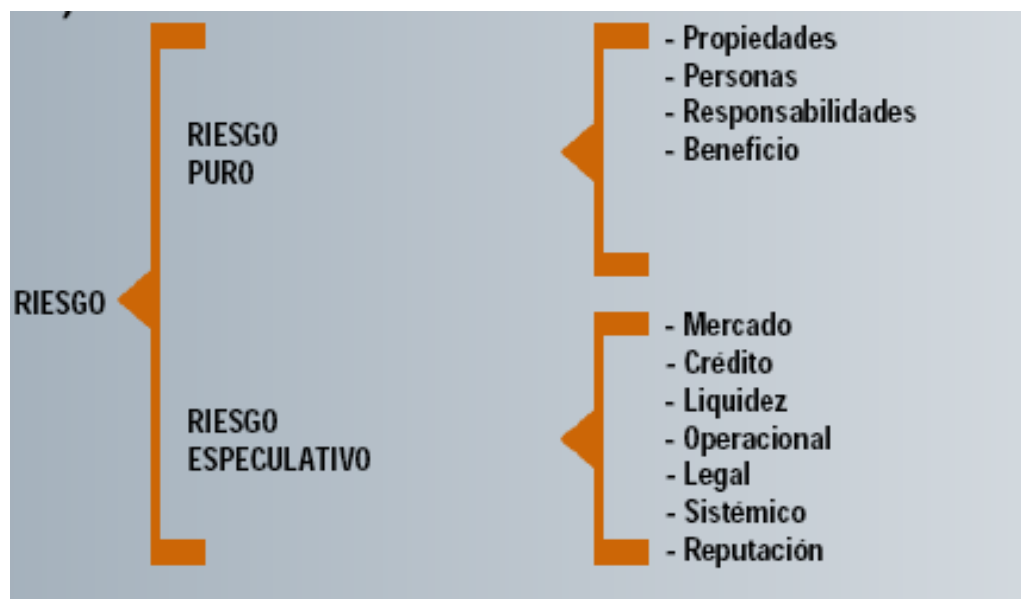 RIESGO
RIESGO
PURO
- Propiedades
- Personas
- Responsabilidades
- Beneficio
RIESGO
ESPECULATIVO
- Mercado
- Crédito
- Liquidez
- Operacional
- Legal
- Sistémico
- Reputación